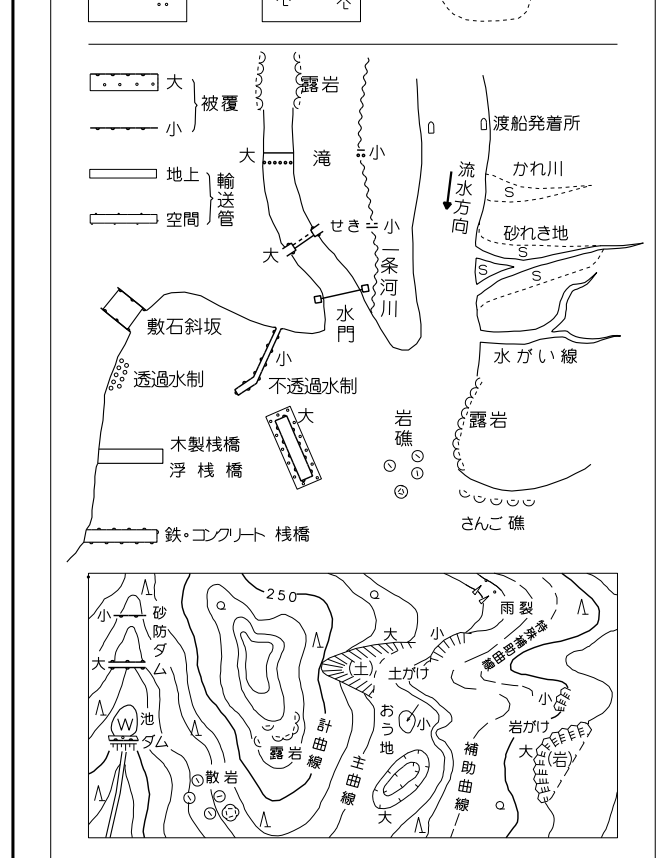 大
被覆
小
地上
輸送管
空間
露岩
大
滝
小
渡船発着所
かれ川
S
流水方向
せき
小
大
一条河川
砂れき地
S
S
S
水門
水がい線
敷石斜坂
小
透過水制
不透過水制
大
岩礁
露岩
木製桟橋
浮桟橋
さんご礁
鉄・コンクリート桟橋
250
小
砂防ダム
大
W
池
ダム
散岩
露岩
計曲線
主曲線
大
小
土
土がけ
おう地
小
大
補助曲線
雨裂
特殊補助曲線
小
岩がけ
大
岩